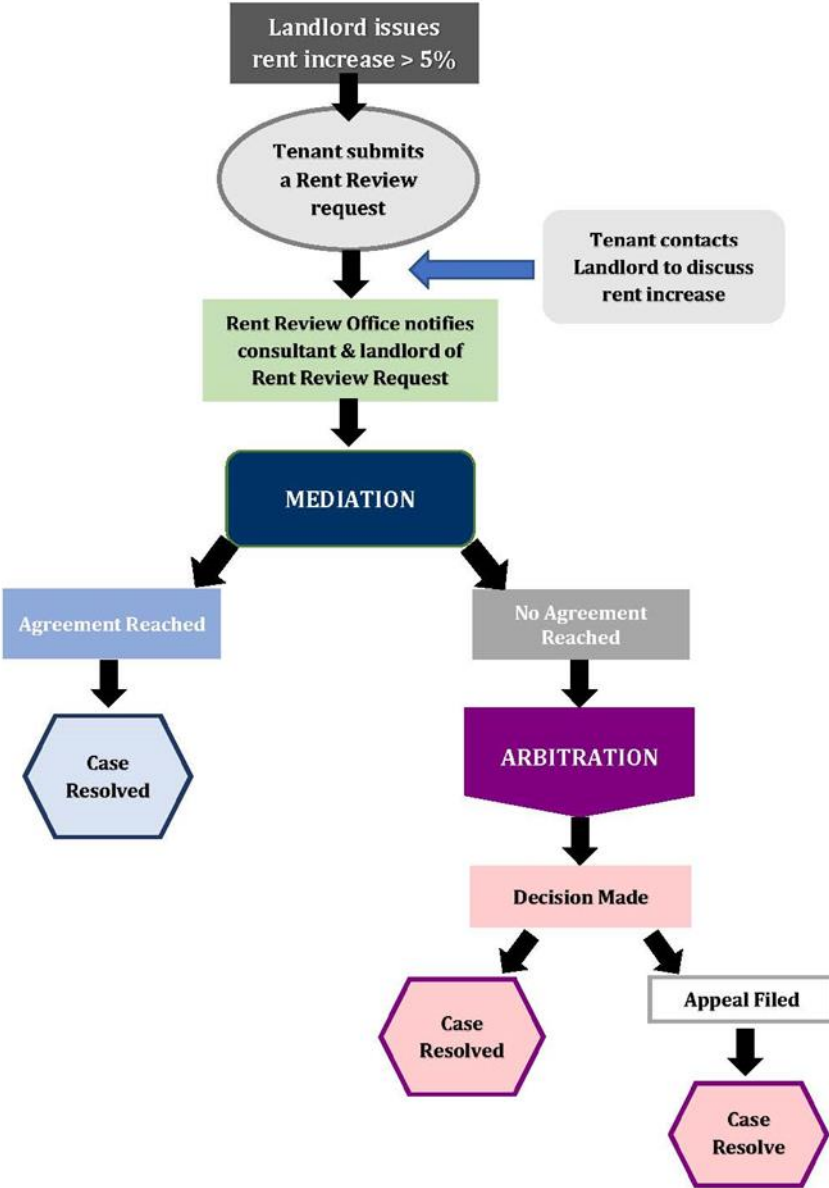 Landlord issues
rent increase > 5%
Tenant submits
a Rent Review
request
Tenant contacts
Landlord to discuss
rent increase
Rent Review Office notifies
consultant & landlord of
Rent Review Request
MEDIATION
Agreement Reached
No Agreement
Reached
Case
Resolved
ARBITRATION
Decision Made
Case
Resolved
Appeal Filed
Case
Resolve